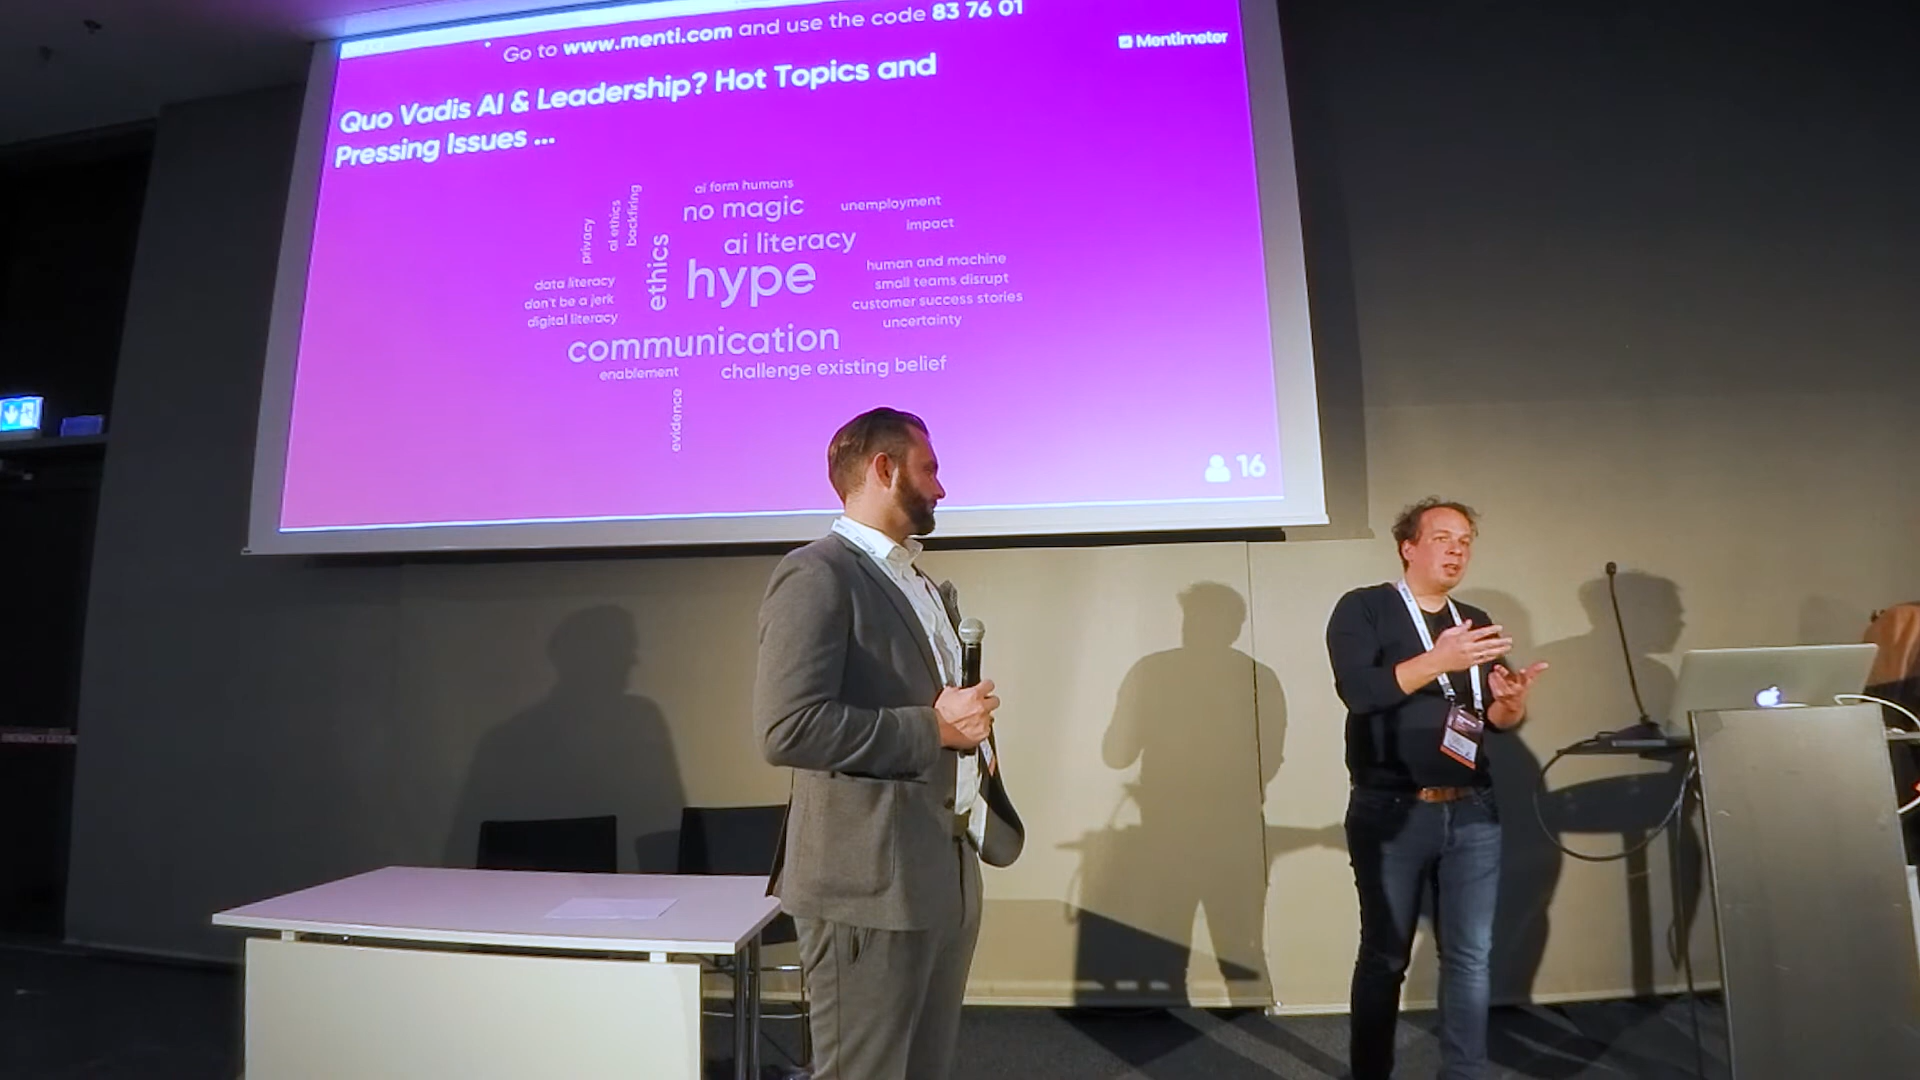 Go to www.menti.com and use the code 83 76 01
Mentimeter
Quo Vadis AI & Leadership? Hot Topics and
Pressing Issues ...
ai form humans
no magic
unemployment
impact
privacy
ai ethics
backfiring
ethics
ai literacy
hype
human and machine
small teams disrupt
customer success stories
uncertainty
data literacy
don't be a jerk
digital literacy
communication
enablement
challenge existing belief
evidence
16